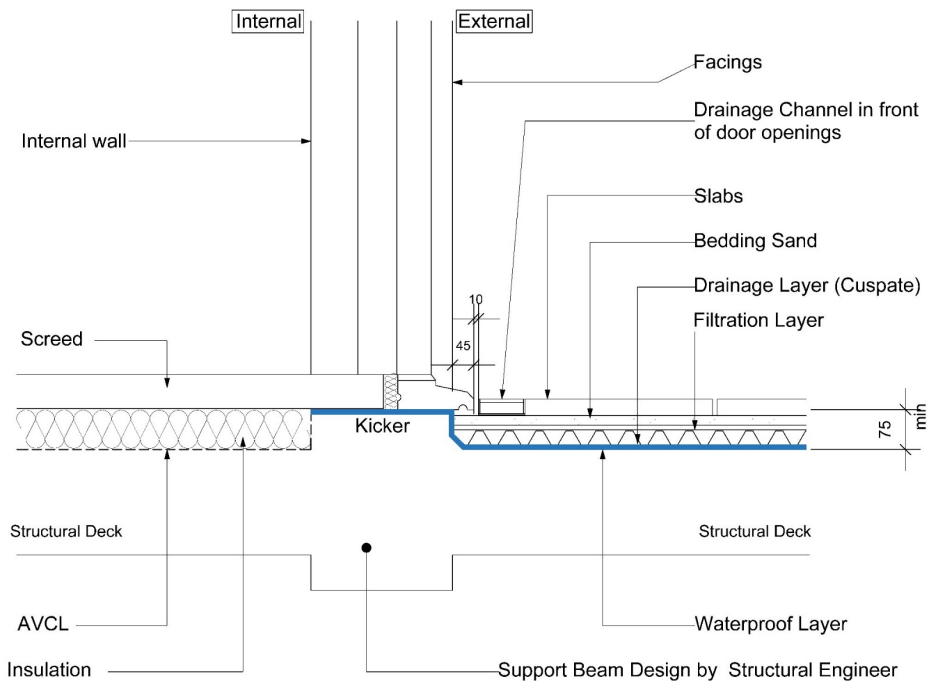 Internal
External
Facings
Drainage Channel in front
of door openings
Internal wall
Slabs
Bedding Sand
Drainage Layer (Cuspate)
10
Filtration Layer
Screed
45
Kicker
75
min
Structural Deck
Structural Deck
AVCL
Waterproof Layer
Insulation
Support Beam Design by Structural Engineer